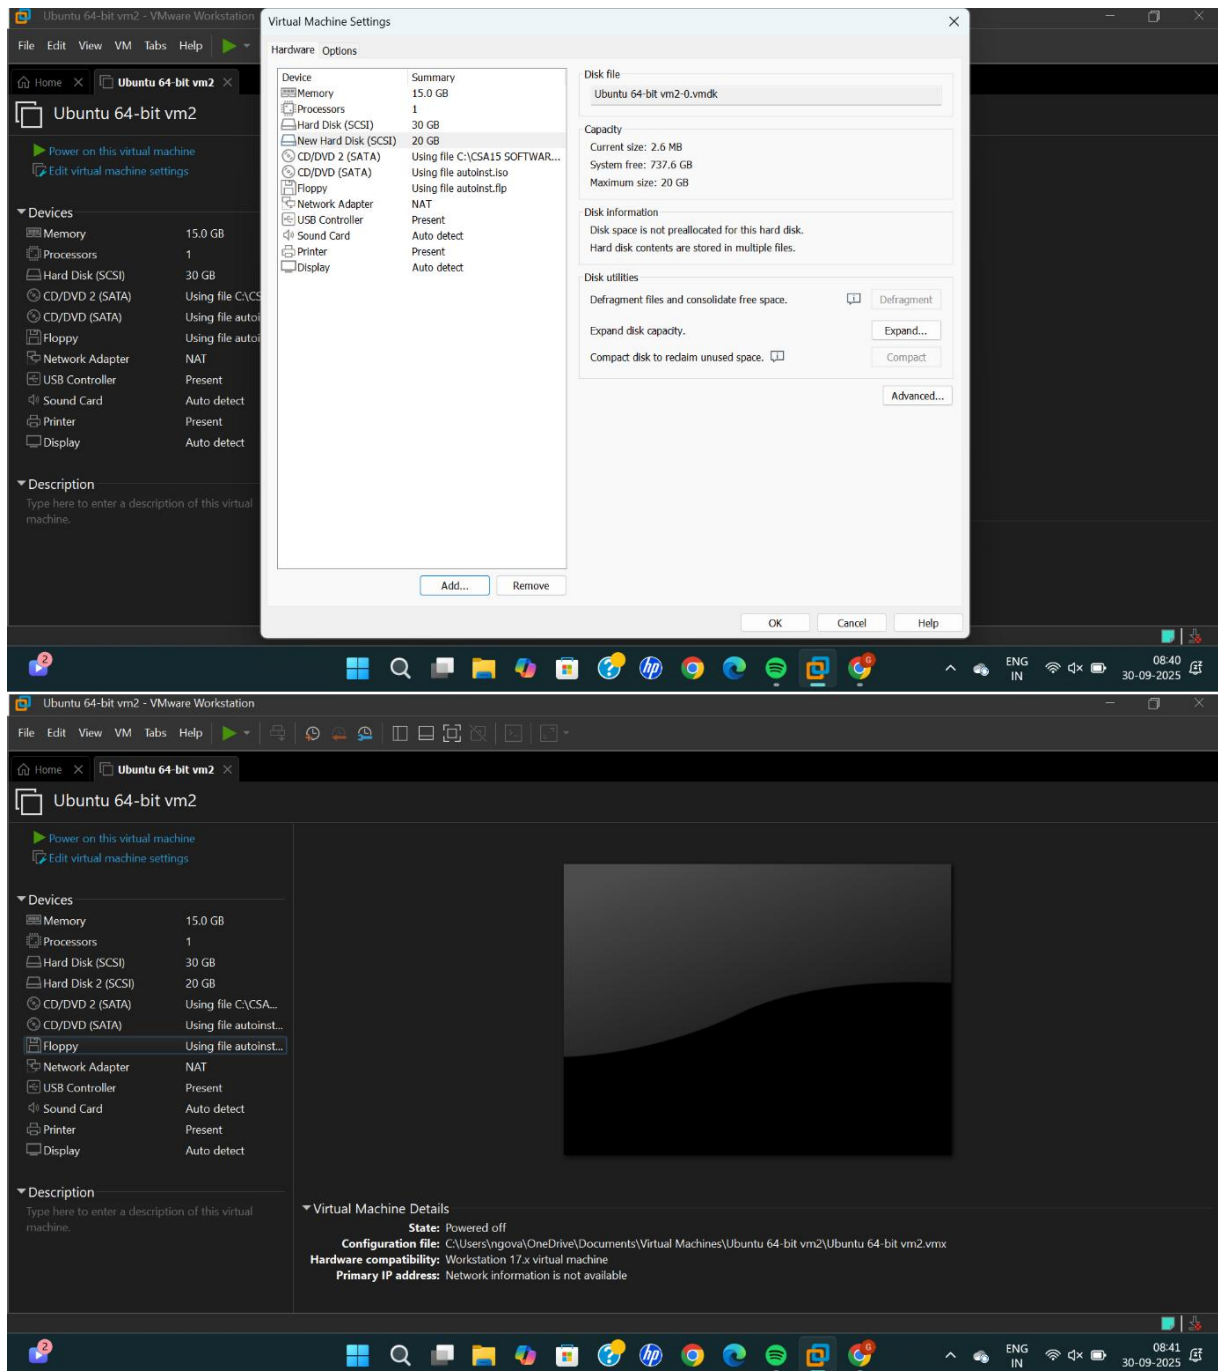 Ubuntu 64-bit vm2 - VMware Workstation
File Edit View VM Tabs Help
Home
Ubuntu 64-bit vm2
Ubuntu 64-bit vm2
Power on this virtual machine
Edit virtual machine settings
Devices
Memory 15.0 GB
Processors 1
Hard Disk (SCSI) 30 GB
CD/DVD 2 (SATA) Using file C:\CS
CD/DVD (SATA) Using file autoi
Floppy Using file autoi
Network Adapter NAT
USB Controller Present
Sound Card Auto detect
Printer Present
Display Auto detect
Description
Type here to enter a description of this virtual
machine.
Virtual Machine Settings
Hardware Options
Device Summary
Memory 15.0 GB
Processors 1
Hard Disk (SCSI) 30 GB
New Hard Disk (SCSI) 20 GB
CD/DVD 2 (SATA) Using file C:\CSA15 SOFTWAR...
CD/DVD (SATA) Using file autoinst.iso
Floppy Using file autoinst.flp
Network Adapter NAT
USB Controller Present
Sound Card Auto detect
Printer Present
Display Auto detect
Add... Remove
Disk file
Ubuntu 64-bit vm2-0.vmdk
Capacity
Current size: 2.6 MB
System free: 737.6 GB
Maximum size: 20 GB
Disk information
Disk space is not preallocated for this hard disk.
Hard disk contents are stored in multiple files.
Disk utilities
Defragment files and consolidate free space. Defragment
Expand disk capacity. Expand...
Compact disk to reclaim unused space. Compact
Advanced...
OK Cancel Help
2
hp
G
ENG
IN
08:40
30-09-2025
Ubuntu 64-bit vm2 - VMware Workstation
File Edit View VM Tabs Help
Home
Ubuntu 64-bit vm2
Ubuntu 64-bit vm2
Power on this virtual machine
Edit virtual machine settings
Devices
Memory 15.0 GB
Processors 1
Hard Disk (SCSI) 30 GB
Hard Disk 2 (SCSI) 20 GB
CD/DVD 2 (SATA) Using file C:\CSA...
CD/DVD (SATA) Using file autoinst...
Floppy Using file autoinst...
Network Adapter NAT
USB Controller Present
Sound Card Auto detect
Printer Present
Display Auto detect
Description
Type here to enter a description of this virtual
machine.
Virtual Machine Details
State: Powered off
Configuration file: C:\Users\ngova\OneDrive\Documents\Virtual Machines\Ubuntu 64-bit vm2\Ubuntu 64-bit vm2.vmx
Hardware compatibility: Workstation 17.x virtual machine
Primary IP address: Network information is not available
2
hp
G
ENG
IN
08:41
30-09-2025